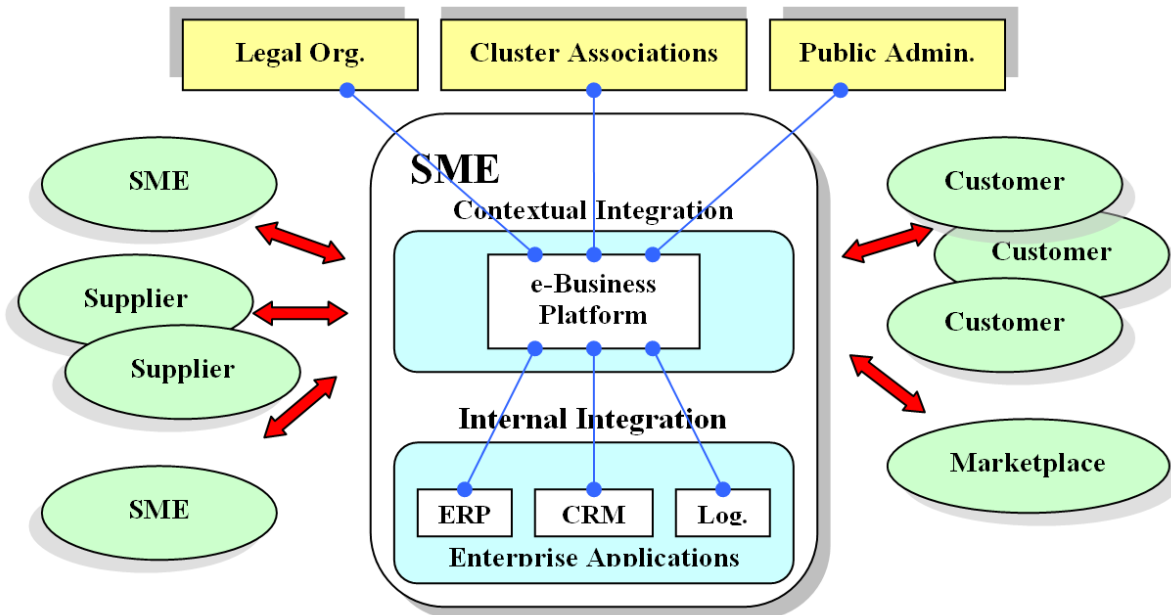 Legal Org.
Cluster Associations
Public Admin.
SME
Supplier
Supplier
SME
SME
Contextual Integration
e-Business
Platform
Internal Integration
ERP
CRM
Log.
Enterprise Applications
Customer
Customer
Customer
Marketplace